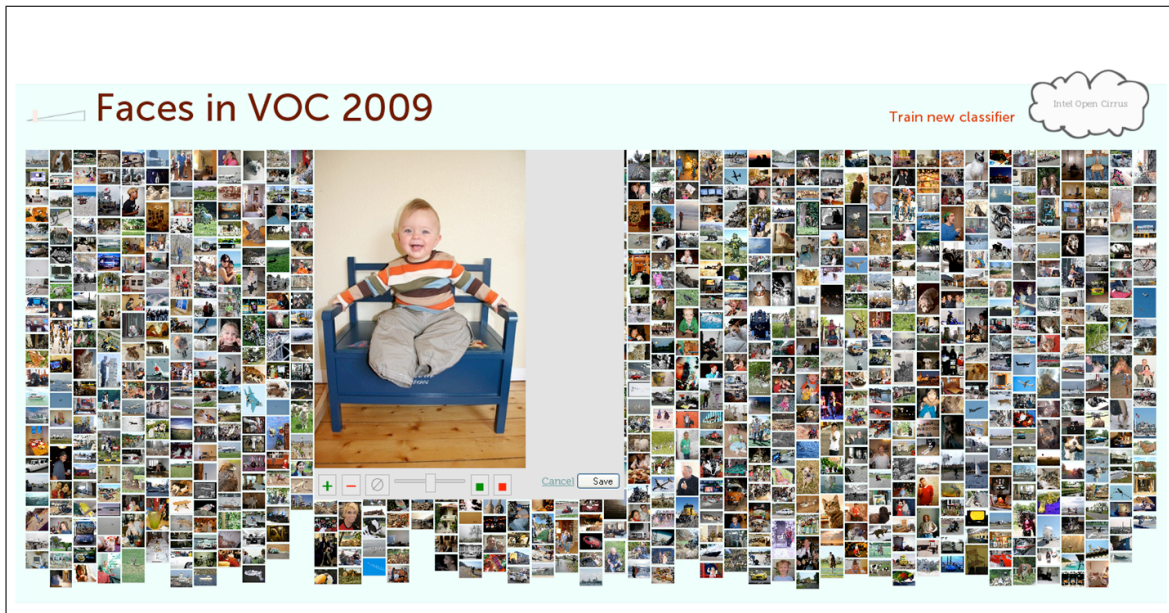 Faces in VOC 2009
Train new classifier
Intel Open Cirrus
Cancel
Save